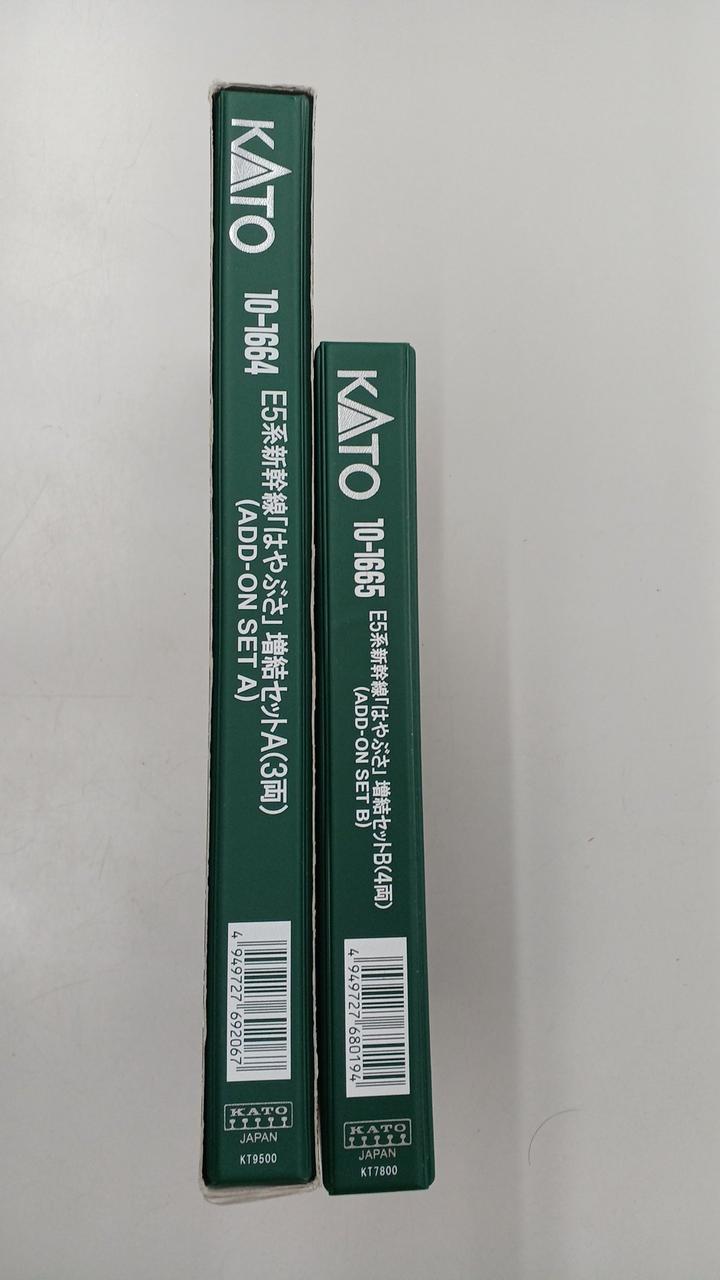 KATO
10-1664
E5系新幹線「はやぶさ」増結セットA(3両)
(ADD-ON SET A)
4 949727 692067
KATO
JAPAN
KT9500
KATO
10-1665
E5系新幹線「はやぶさ」増結セットB(4両)
(ADD-ON SET B)
4 949727 680194
KATO
JAPAN
KT7800